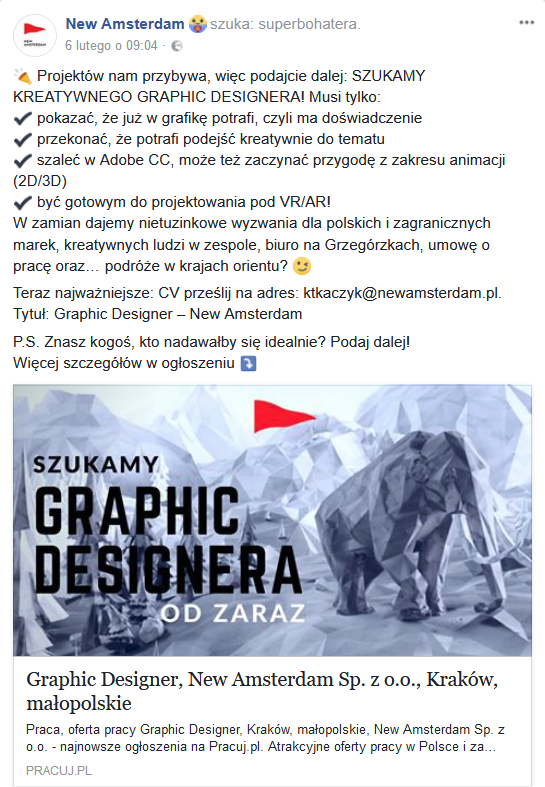 New Amsterdam szuka: superbohatera.
6 lutego o 09:04 ·
NEW
AMSTERDAM
Projektów nam przybywa, więc podajcie dalej: SZUKAMY
KREATYWNEGO GRAPHIC DESIGNERA! Musi tylko:
✔ pokazać, że już w grafikę potrafi, czyli ma doświadczenie
✔ przekonać, że potrafi podejść kreatywnie do tematu
✔ szaleć w Adobe CC, może też zaczynać przygodę z zakresu animacji
(2D/3D)
✔ być gotowym do projektowania pod VR/AR!
W zamian dajemy nietuzinkowe wyzwania dla polskich i zagranicznych
marek, kreatywnych ludzi w zespole, biuro na Grzegórzkach, umowę o
pracę oraz... podróże w krajach orientu? 😉
Teraz najważniejsze: CV prześlij na adres: ktkaczyk@newamsterdam.pl.
Tytuł: Graphic Designer – New Amsterdam
P.S. Znasz kogoś, kto nadawałby się idealnie? Podaj dalej!
Więcej szczegółów w ogłoszeniu ⤵
SZUKAMY
GRAPHIC
DESIGNERA
OD ZARAZ
Graphic Designer, New Amsterdam Sp. z o.o., Kraków,
małopolskie
Praca, oferta pracy Graphic Designer, Kraków, małopolskie, New Amsterdam Sp. z
o.o. - najnowsze ogłoszenia na Pracuj.pl. Atrakcyjne oferty pracy w Polsce i za...
PRACUJ.PL